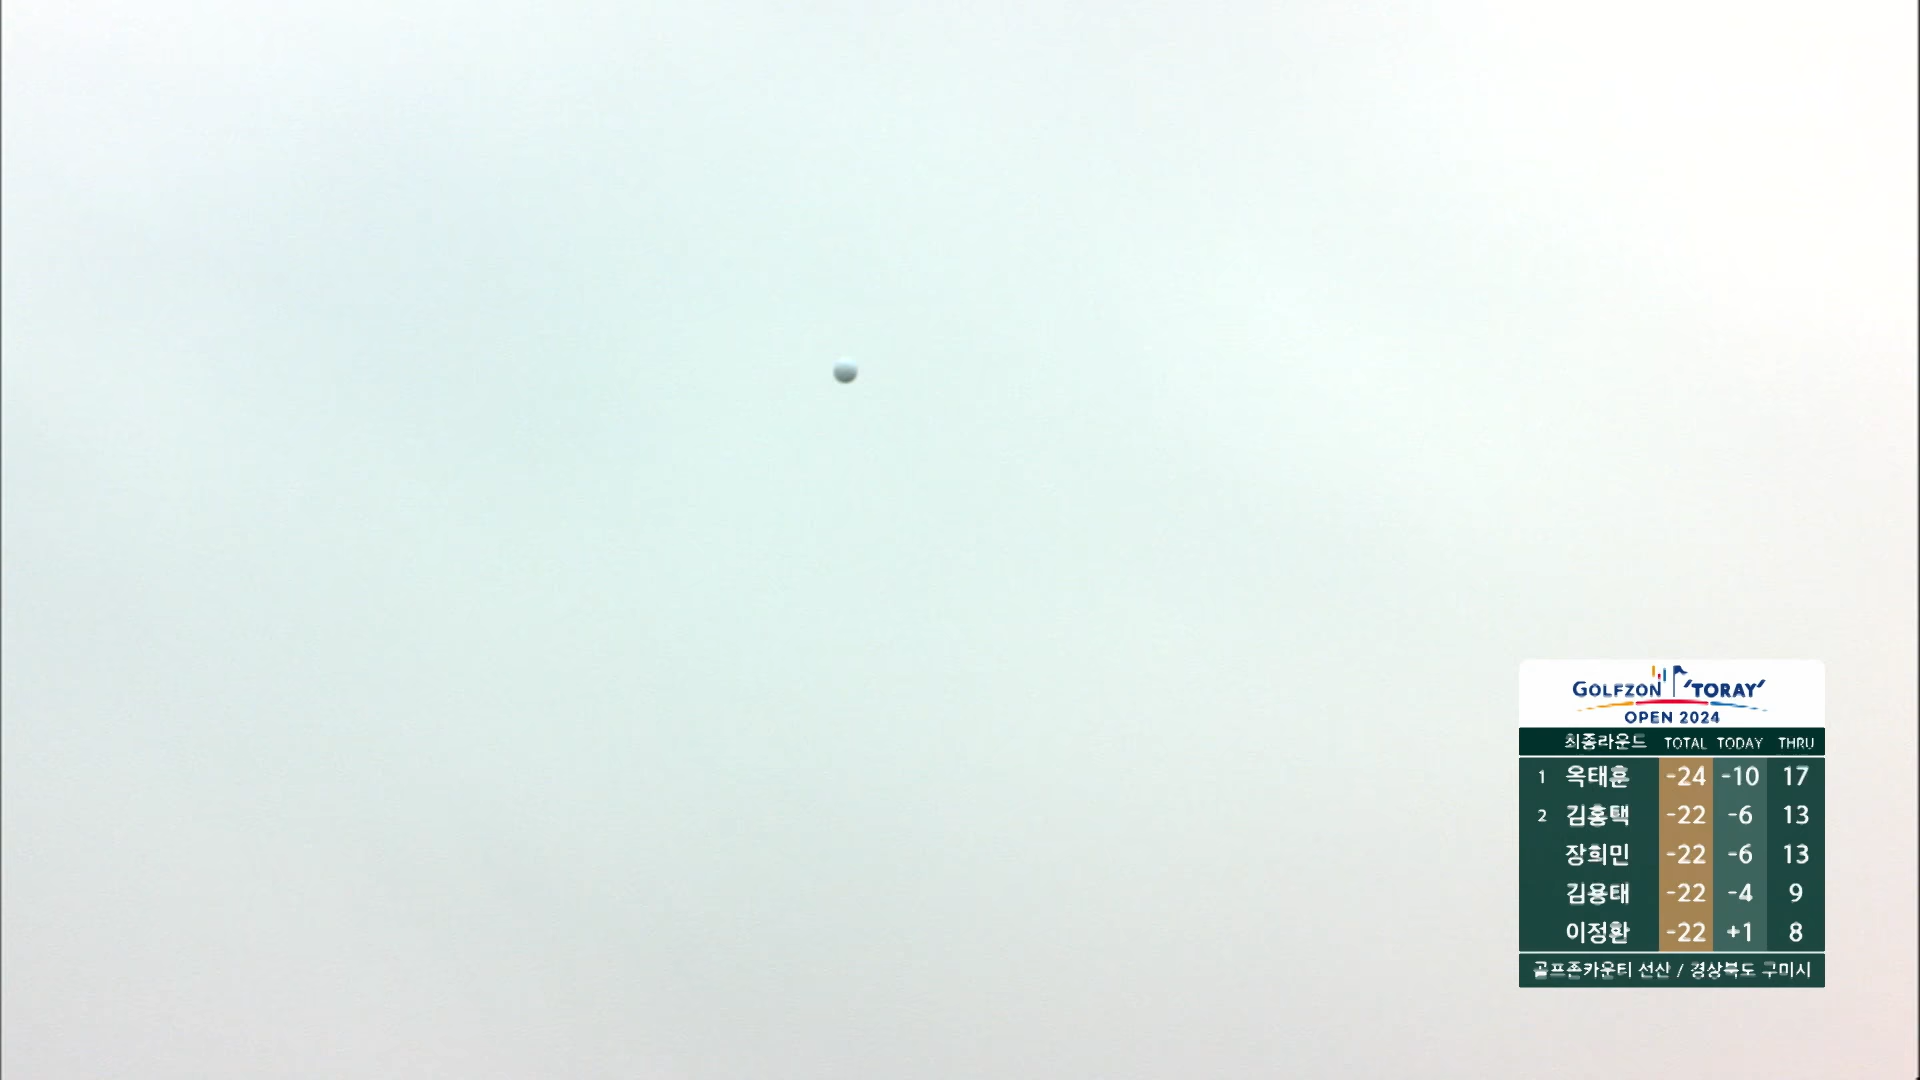 GOLFZON 'TORAY'
OPEN 2024
최종라운드 TOTAL TODAY THRU
1 옥태훈 -24 -10 17
2 김홍택 -22 -6 13
장희민 -22 -6 13
김용태 -22 -4 9
이정환 -22 +1 8
골프존카운티 선산 / 경상북도 구미시